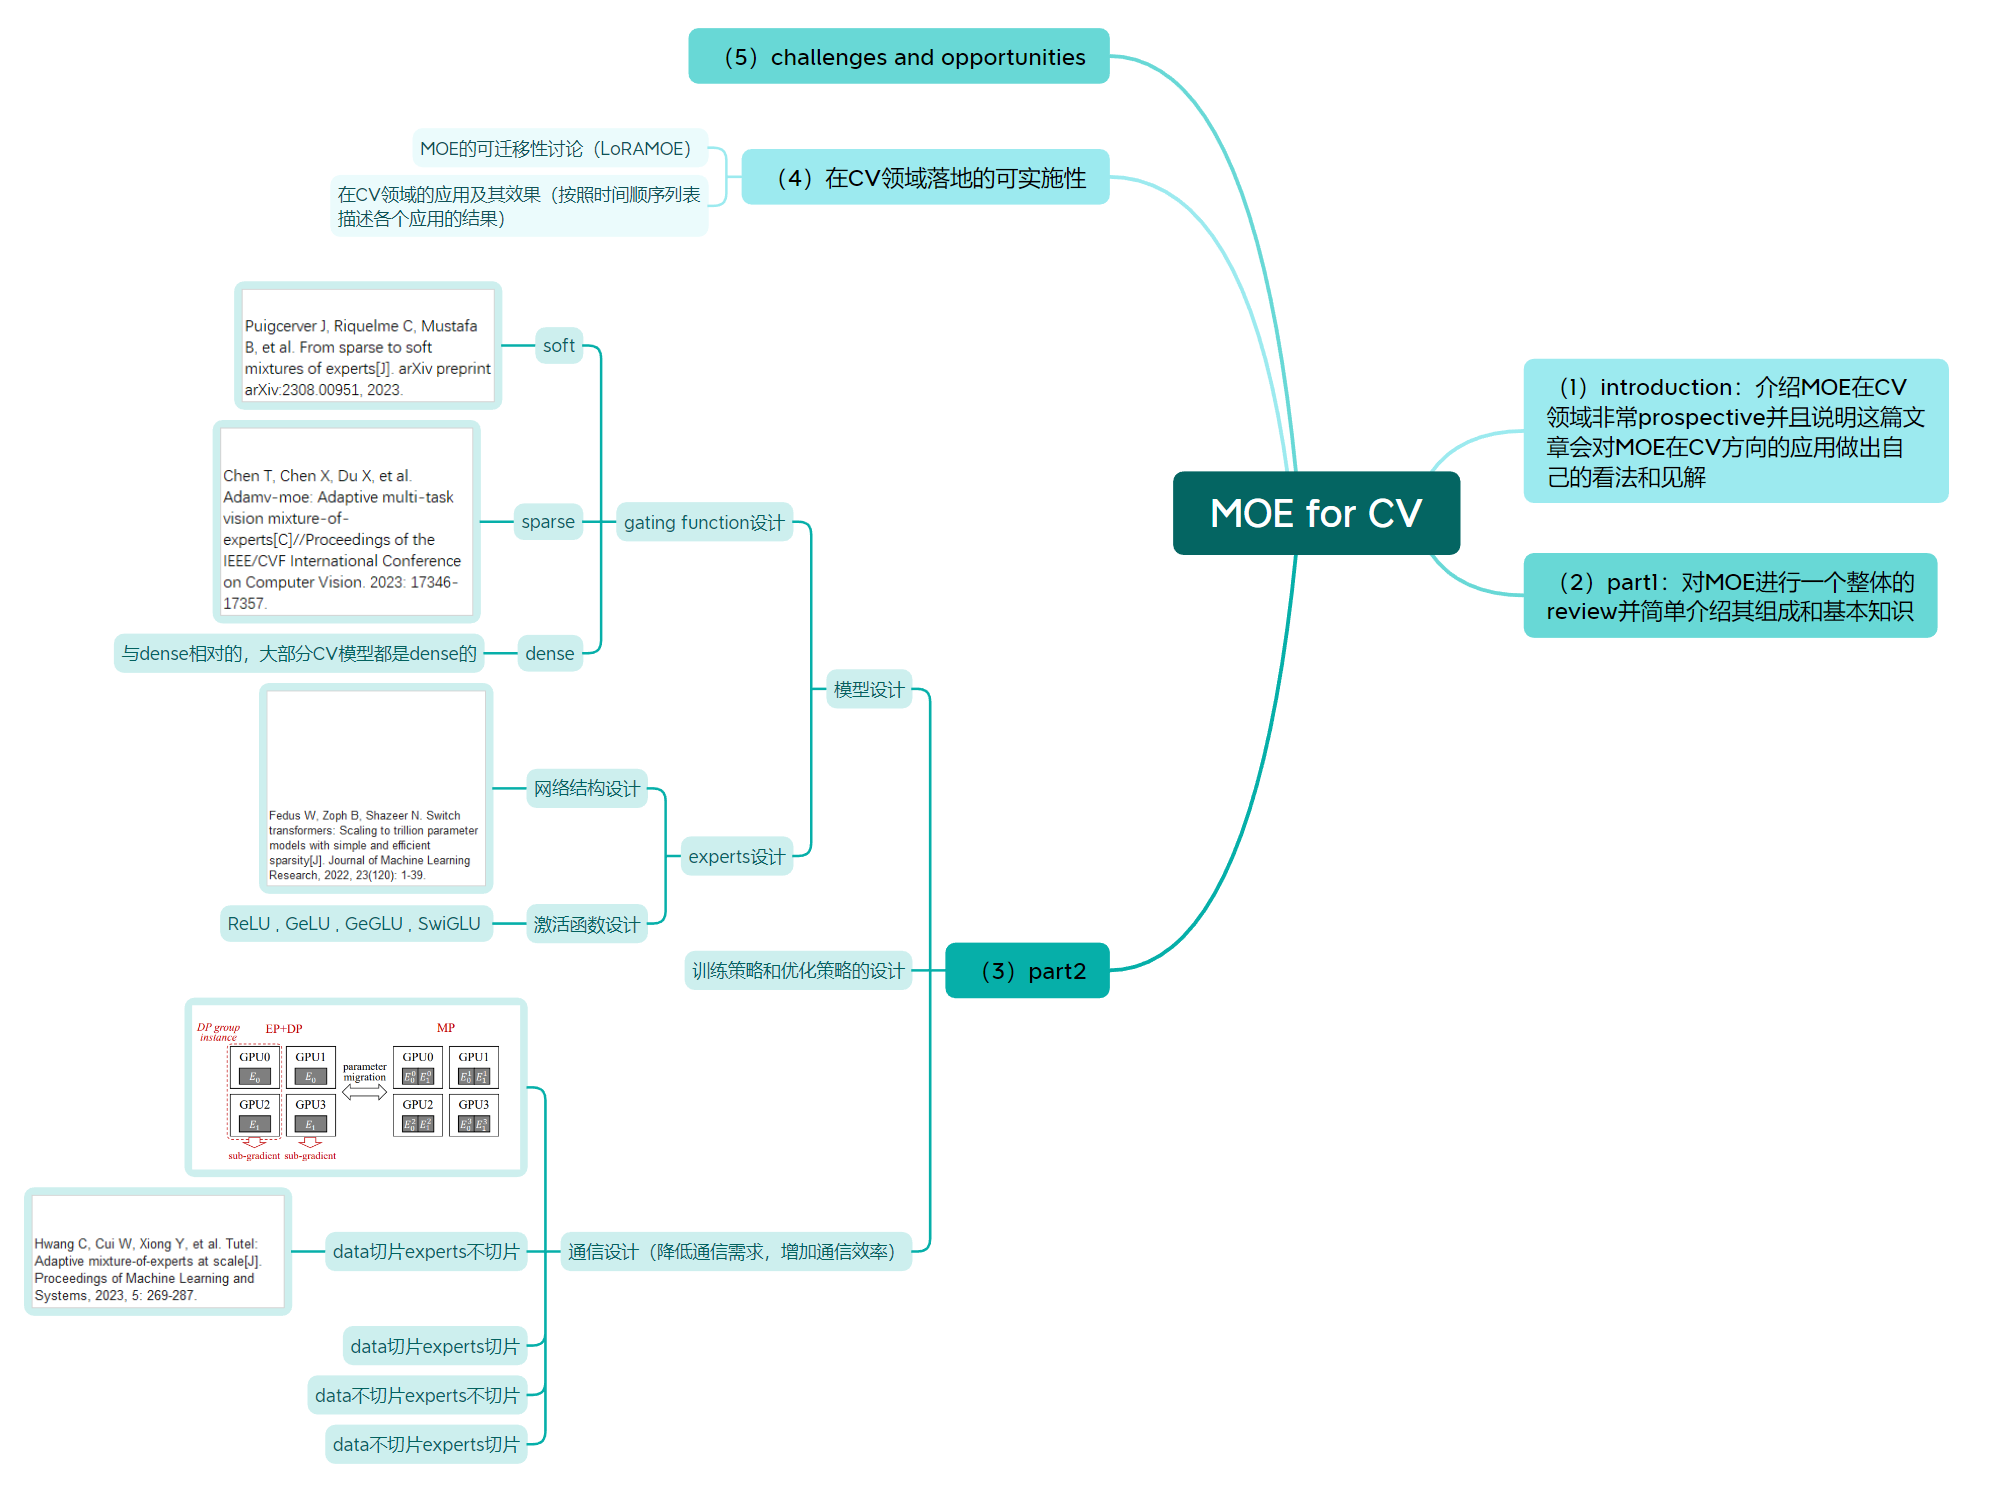 MOE for CV
（1）introduction：介绍MOE在CV
领域非常prospective并且说明这篇文
章会对MOE在CV方向的应用做出自
己的看法和见解
（2）part1：对MOE进行一个整体的
review并简单介绍其组成和基本知识
（3）part2
模型设计
gating function设计
soft
Puigcerver J, Riquelme C, Mustafa
B, et al. From sparse to soft
mixtures of experts[J]. arXiv preprint
arXiv:2308.00951, 2023.
sparse
Chen T, Chen X, Du X, et al.
Adamv-moe: Adaptive multi-task
vision mixture-of-
experts[C]//Proceedings of the
IEEE/CVF International Conference
on Computer Vision. 2023: 17346-
17357.
dense
与dense相对的，大部分CV模型都是dense的
experts设计
网络结构设计
Fedus W, Zoph B, Shazeer N. Switch
transformers: Scaling to trillion parameter
models with simple and efficient
sparsity[J]. Journal of Machine Learning
Research, 2022, 23(120): 1-39.
激活函数设计
ReLU , GeLU , GeGLU , SwiGLU
训练策略和优化策略的设计
通信设计（降低通信需求，增加通信效率）
DP group
instance
EP+DP
MP
GPU0
E₀
GPU1
E₀
GPU2
E₁
GPU3
E₁
sub-gradient sub-gradient
parameter
migration
GPU0
E₀⁰ E₁⁰
GPU1
E₀¹ E₁¹
GPU2
E₀² E₁²
GPU3
E₀³ E₁³
data切片experts不切片
Hwang C, Cui W, Xiong Y, et al. Tutel:
Adaptive mixture-of-experts at scale[J].
Proceedings of Machine Learning and
Systems, 2023, 5: 269-287.
data切片experts切片
data不切片experts不切片
data不切片experts切片
（4）在CV领域落地的可实施性
MOE的可迁移性讨论（LoRAMOE）
在CV领域的应用及其效果（按照时间顺序列表
描述各个应用的结果）
（5）challenges and opportunities